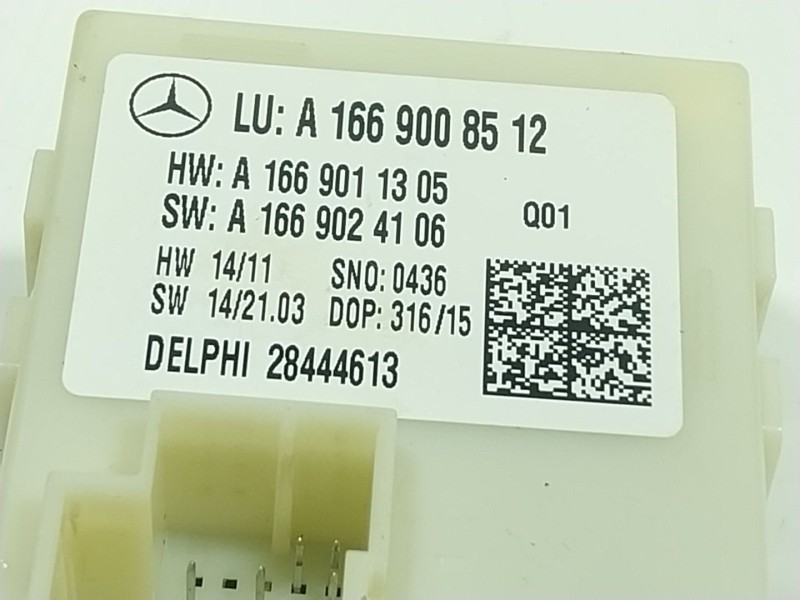 LU: A 166 900 85 12
HW: A 166 901 13 05
SW: A 166 902 41 06
Q01
HW 14/11 SNO: 0436
SW 14/21.03 DOP: 316/15
DELPHI 28444613